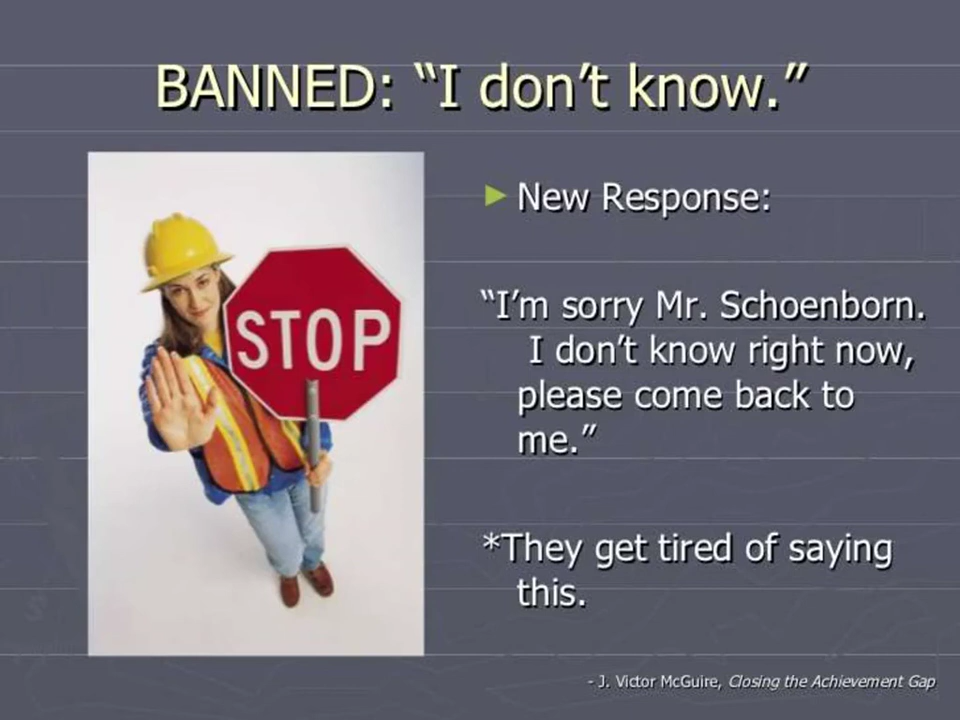 BANNED: “I don’t know.”
STOP
► New Response:
“I’m sorry Mr. Schoenborn.
I don’t know right now,
please come back to
me.”
*They get tired of saying
this.
- J. Victor McGuire, Closing the Achievement Gap